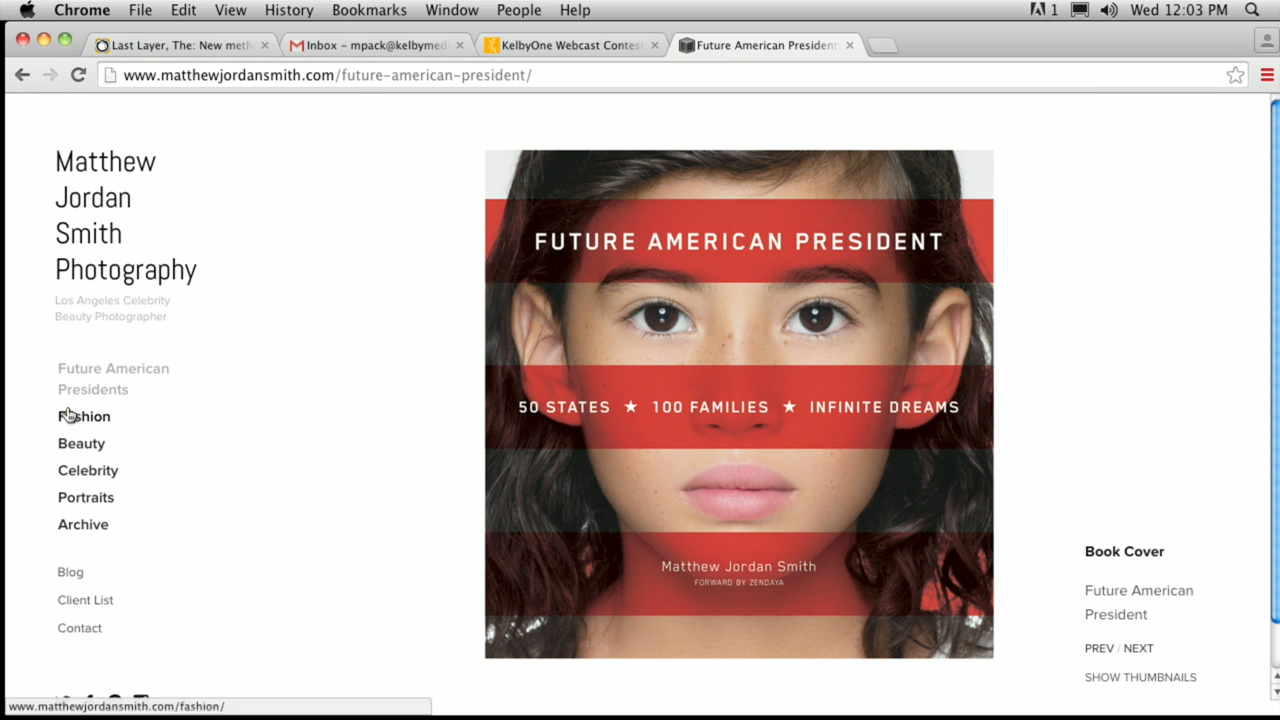 Chrome File Edit View History Bookmarks Window People Help 1 Wed 12:03 PM
Last Layer, The: New meth Inbox – mpack@kelbymed KelbyOne Webcast Contest Future American President
www.matthewjordansmith.com/future-american-president/
Matthew
Jordan
Smith
Photography
Los Angeles Celebrity
Beauty Photographer
Future American
Presidents
Fashion
Beauty
Celebrity
Portraits
Archive
Blog
Client List
Contact
FUTURE AMERICAN PRESIDENT
50 STATES ★ 100 FAMILIES ★ INFINITE DREAMS
Matthew Jordan Smith
FORWARD BY ZENDAYA
Book Cover
Future American
President
PREV / NEXT
SHOW THUMBNAILS
www.matthewjordansmith.com/fashion/